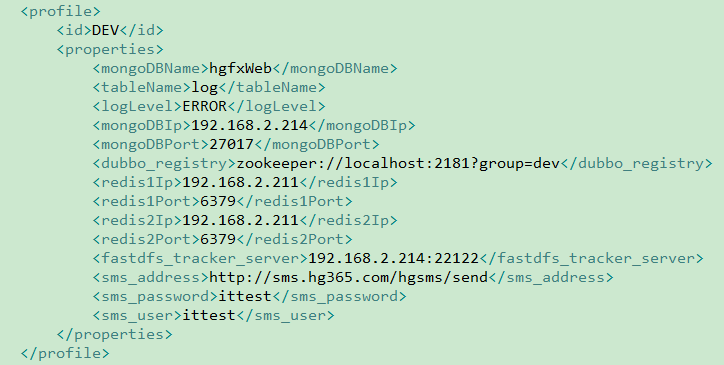 <profile>
<id>DEV</id>
<properties>
<mongoDBName>hgfxWeb</mongoDBName>
<tableName>log</tableName>
<logLevel>ERROR</logLevel>
<mongoDBIp>192.168.2.214</mongoDBIp>
<mongoDBPort>27017</mongoDBPort>
<dubbo_registry>zookeeper://localhost:2181?group=dev</dubbo_registry>
<redis1Ip>192.168.2.211</redis1Ip>
<redis1Port>6379</redis1Port>
<redis2Ip>192.168.2.211</redis2Ip>
<redis2Port>6379</redis2Port>
<fastdfs_tracker_server>192.168.2.214:22122</fastdfs_tracker_server>
<sms_address>http://sms.hg365.com/hgsms/send</sms_address>
<sms_password>ittest</sms_password>
<sms_user>ittest</sms_user>
</properties>
</profile>